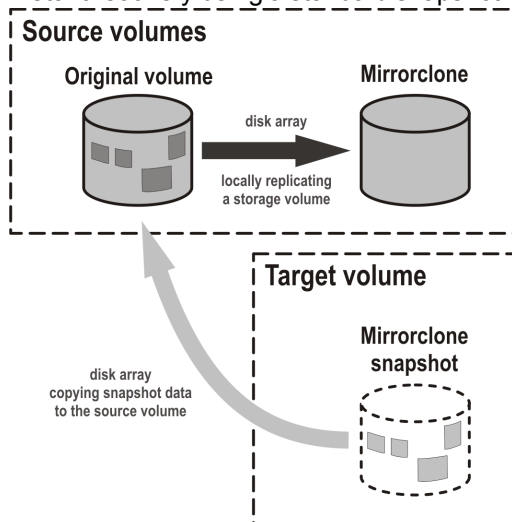 Source volumes
Original volume
Mirrorclone
disk array
locally replicating
a storage volume
Target volume
Mirrorclone
snapshot
disk array
copying snapshot data
to the source volume